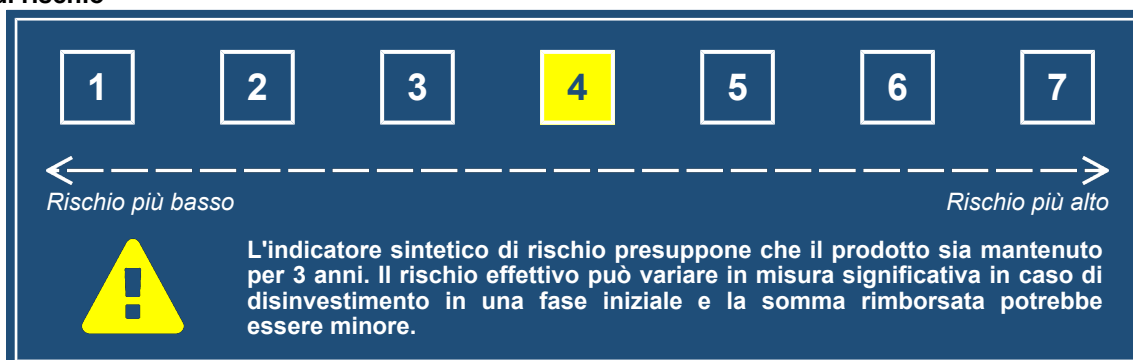 di rischio
1 2 3 4 5 6 7
Rischio più basso Rischio più alto
L'indicatore sintetico di rischio presuppone che il prodotto sia mantenuto
per 3 anni. Il rischio effettivo può variare in misura significativa in caso di
disinvestimento in una fase iniziale e la somma rimborsata potrebbe
essere minore.